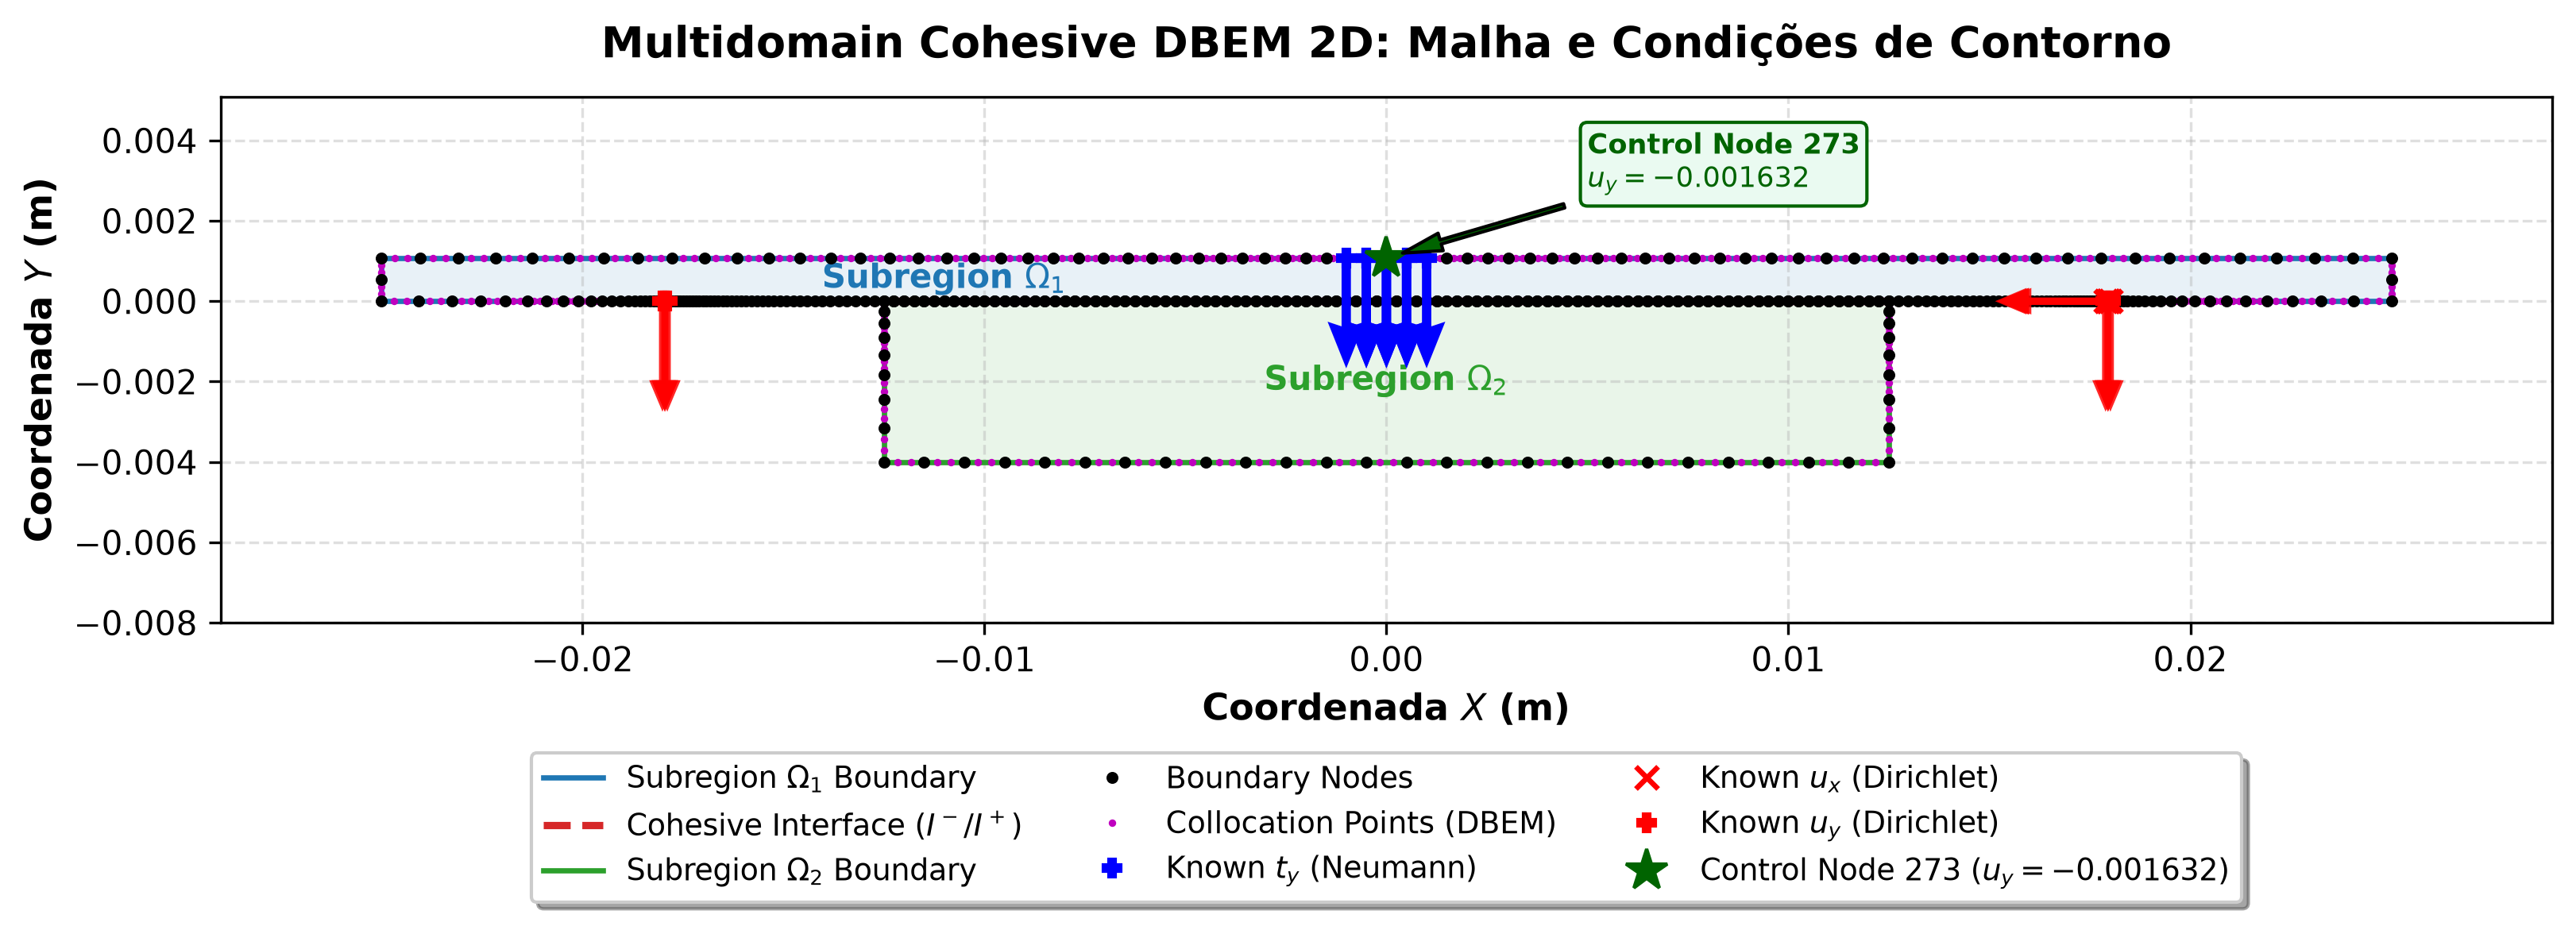 Multidomain Cohesive DBEM 2D: Malha e Condições de Contorno
Coordenada Y (m)
0.004
0.002
0.000
−0.002
−0.004
−0.006
−0.008
Control Node 273
u_y = −0.001632
Subregion Ω₁
Subregion Ω₂
−0.02
−0.01
0.00
0.01
0.02
Coordenada X (m)
Subregion Ω₁ Boundary
Cohesive Interface (I⁻/I⁺)
Subregion Ω₂ Boundary
Boundary Nodes
Collocation Points (DBEM)
Known t_y (Neumann)
Known u_x (Dirichlet)
Known u_y (Dirichlet)
Control Node 273 (u_y = −0.001632)